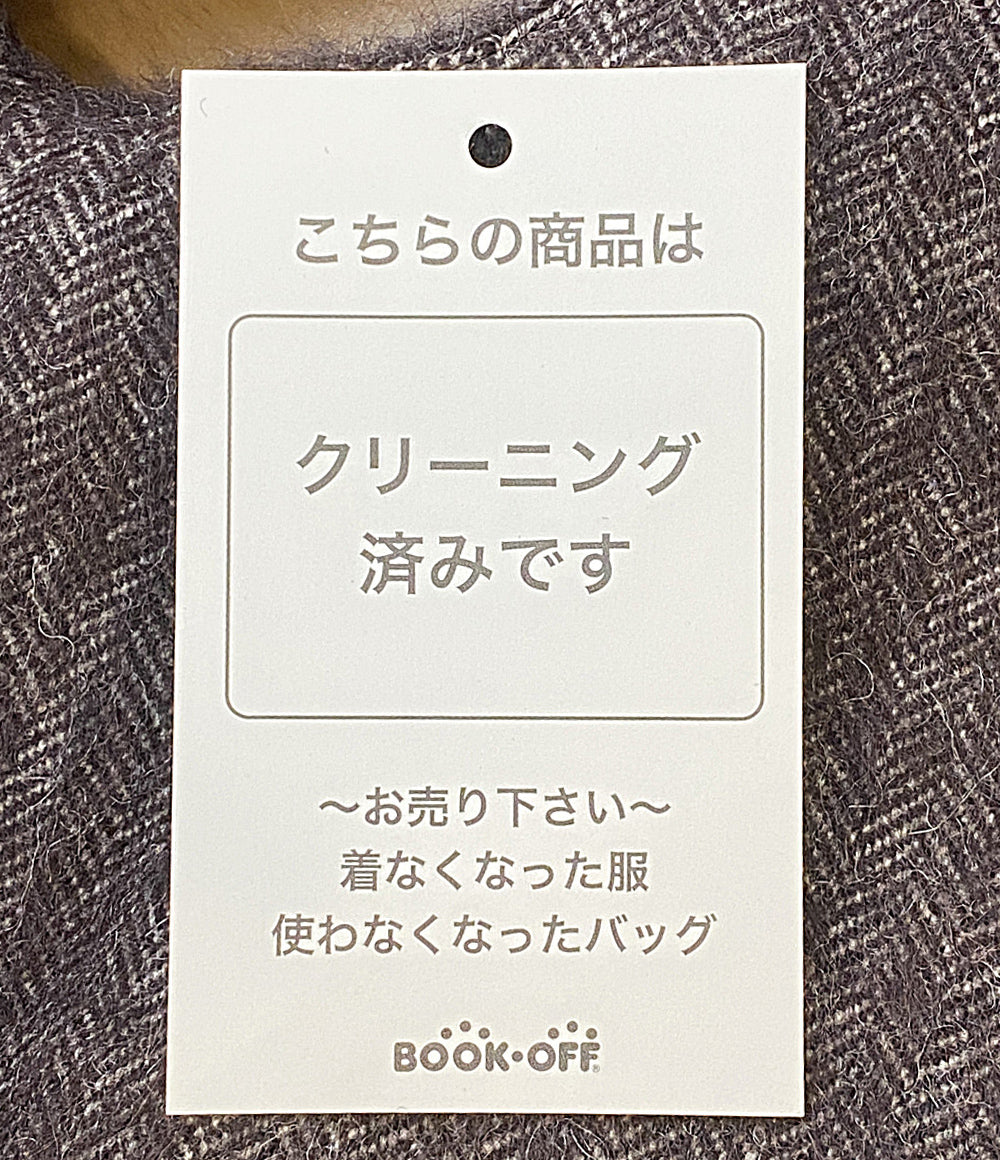 こちらの商品は
クリーニング
済みです
〜お売り下さい〜
着なくなった服
使わなくなったバッグ
BOOK・OFF®